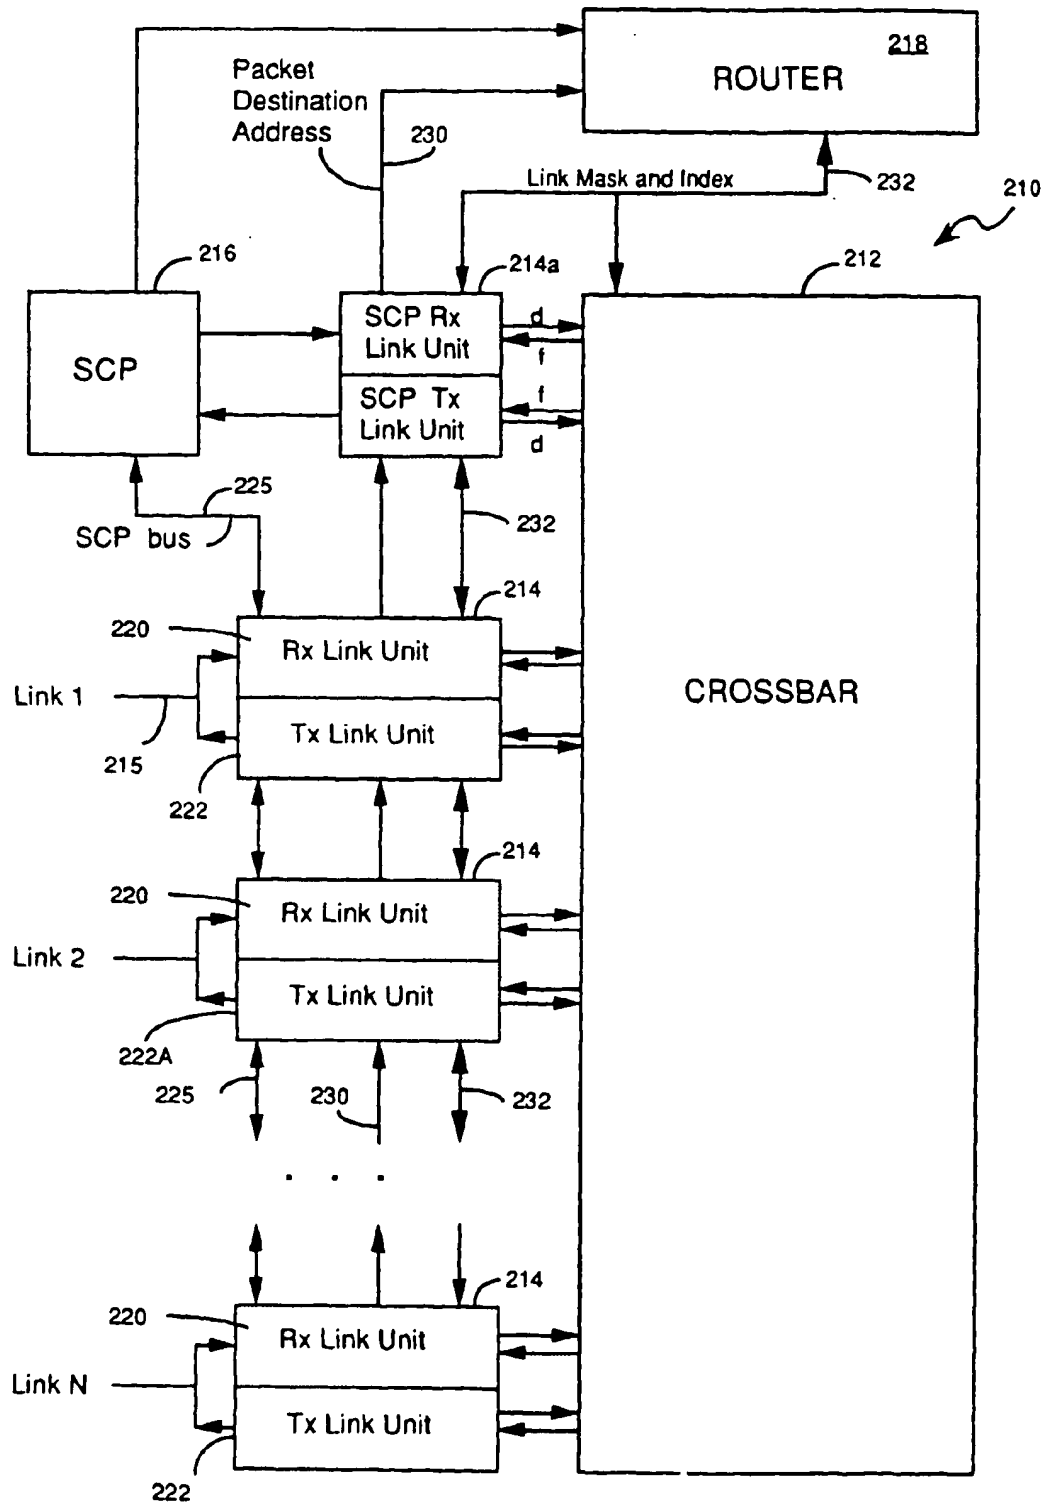 218
ROUTER
Packet
Destination
Address
230
Link Mask and Index
232
210
216
214a
212
SCP
SCP Rx
Link Unit
d
f
SCP Tx
Link Unit
f
d
225
SCP bus
232
214
220
Rx Link Unit
Link 1
Tx Link Unit
215
222
CROSSBAR
214
220
Rx Link Unit
Link 2
Tx Link Unit
222A
225
230
232
. . .
214
220
Rx Link Unit
Link N
Tx Link Unit
222